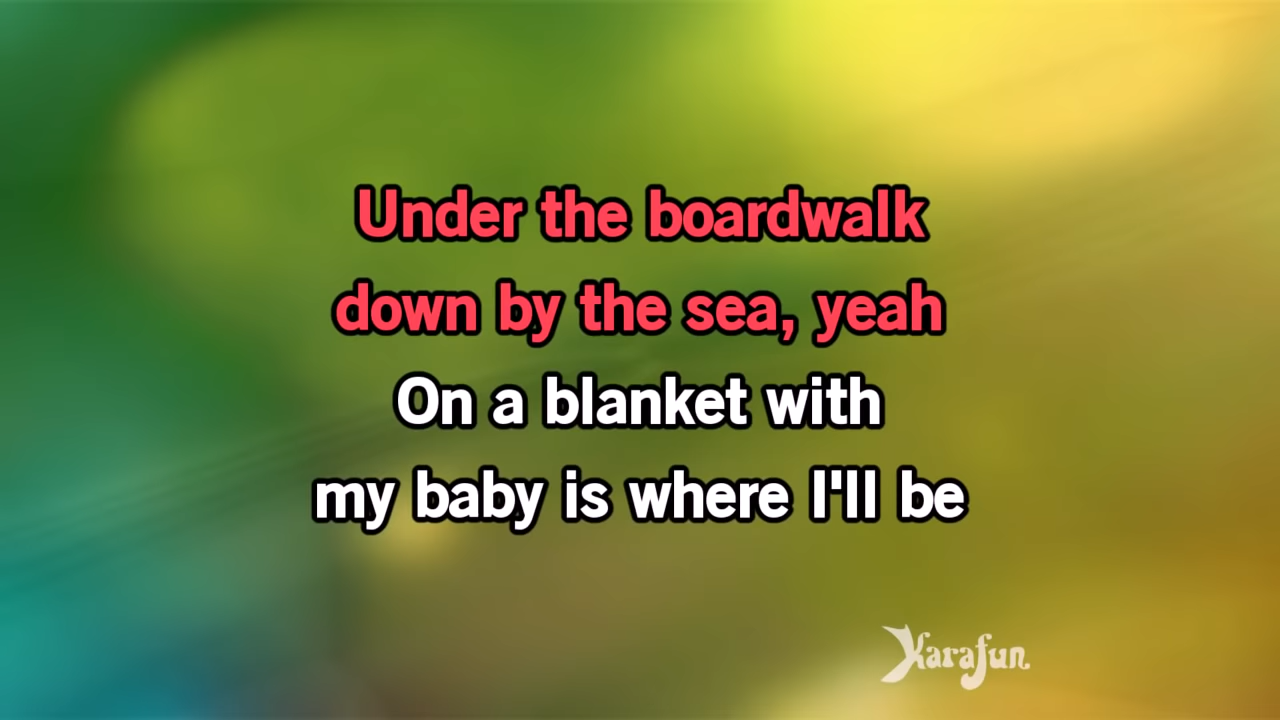 Under the boardwalk
down by the sea, yeah
On a blanket with
my baby is where I'll be
Karafun